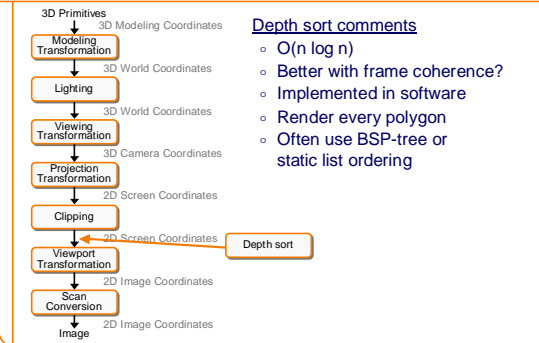 3D Primitives
3D Modeling Coordinates
Modeling
Transformation
3D World Coordinates
Lighting
3D World Coordinates
Viewing
Transformation
3D Camera Coordinates
Projection
Transformation
2D Screen Coordinates
Clipping
2D Screen Coordinates
Viewport
Transformation
2D Image Coordinates
Scan
Conversion
2D Image Coordinates
Image
Depth sort
Depth sort comments
◦ O(n log n)
◦ Better with frame coherence?
◦ Implemented in software
◦ Render every polygon
◦ Often use BSP-tree or
static list ordering